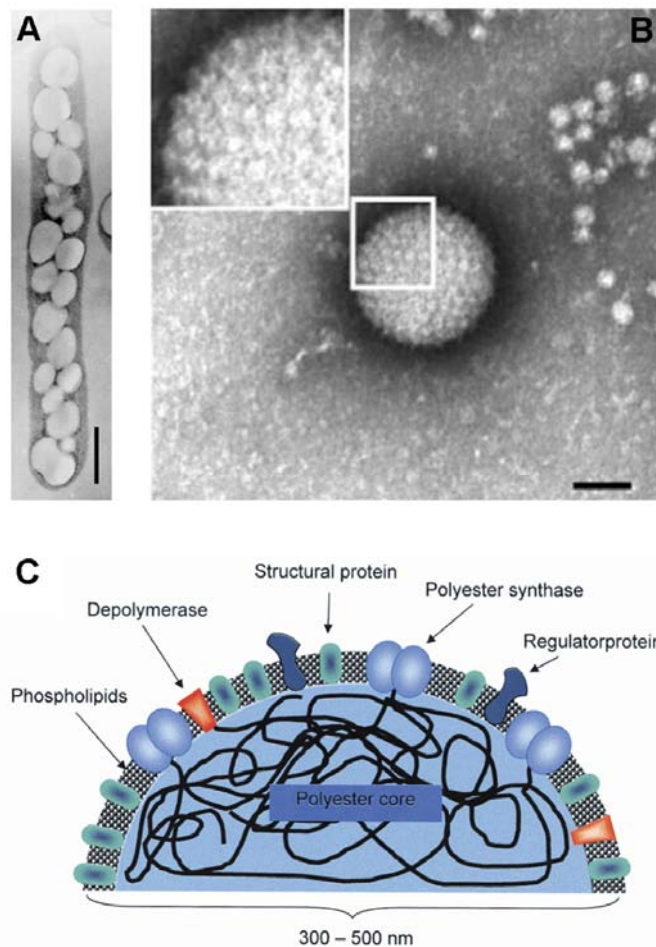 A
B
C
Structural protein
Depolymerase
Polyester synthase
Regulatorprotein
Phospholipids
Polyester core
300 – 500 nm